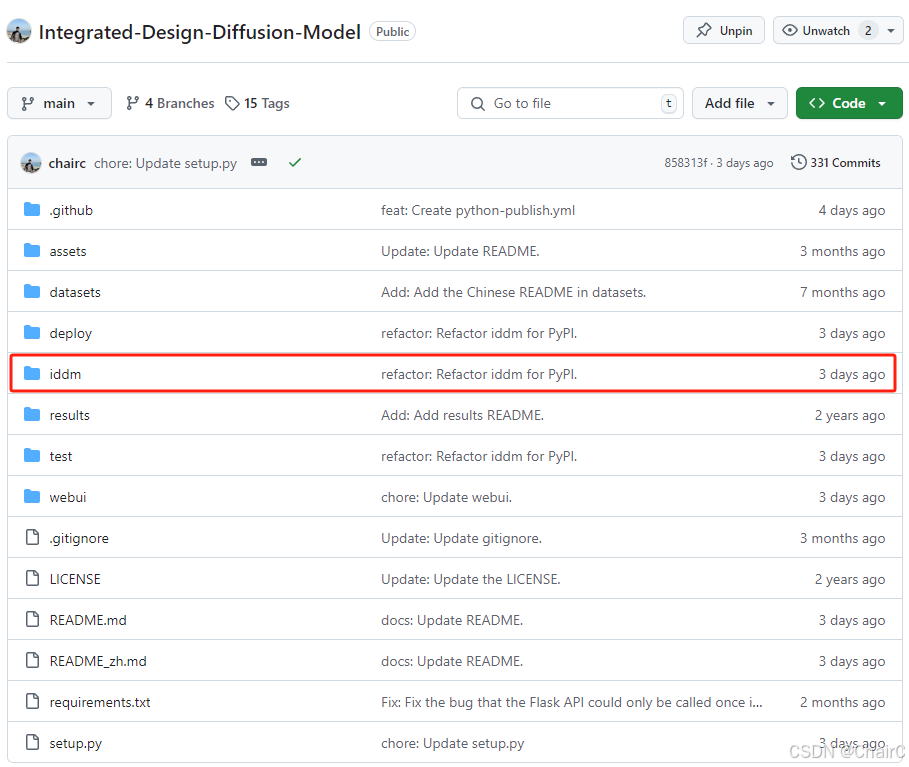 Integrated-Design-Diffusion-Model Public Unpin Unwatch 2
main 4 Branches 15 Tags Go to file t Add file Code
chairc chore: Update setup.py 858313f · 3 days ago 331 Commits
.github feat: Create python-publish.yml 4 days ago
assets Update: Update README. 3 months ago
datasets Add: Add the Chinese README in datasets. 7 months ago
deploy refactor: Refactor iddm for PyPI. 3 days ago
iddm refactor: Refactor iddm for PyPI. 3 days ago
results Add: Add results README. 2 years ago
test refactor: Refactor iddm for PyPI. 3 days ago
webui chore: Update webui. 3 days ago
.gitignore Update: Update gitignore. 3 months ago
LICENSE Update: Update the LICENSE. 2 years ago
README.md docs: Update README. 3 days ago
README_zh.md docs: Update README. 3 days ago
requirements.txt Fix: Fix the bug that the Flask API could only be called once i... 2 months ago
setup.py chore: Update setup.py 3 days ago
CSDN @ChairC